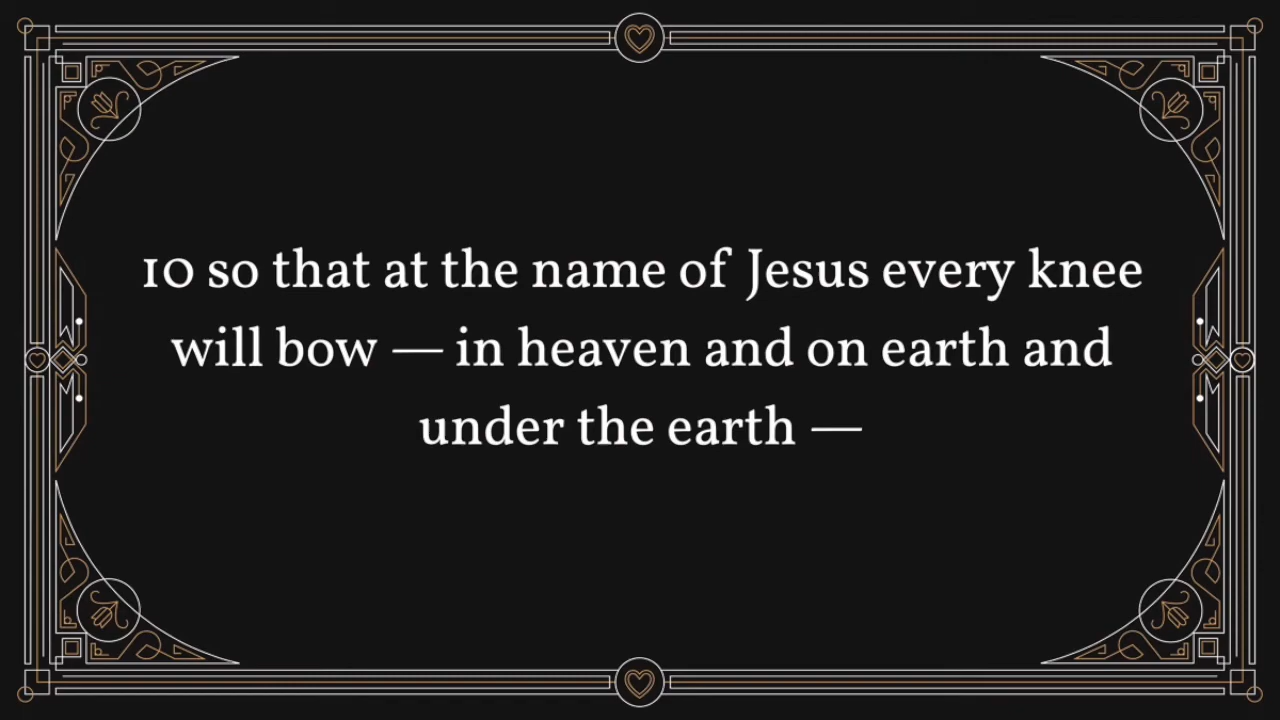 10 so that at the name of Jesus every knee
will bow — in heaven and on earth and
under the earth —